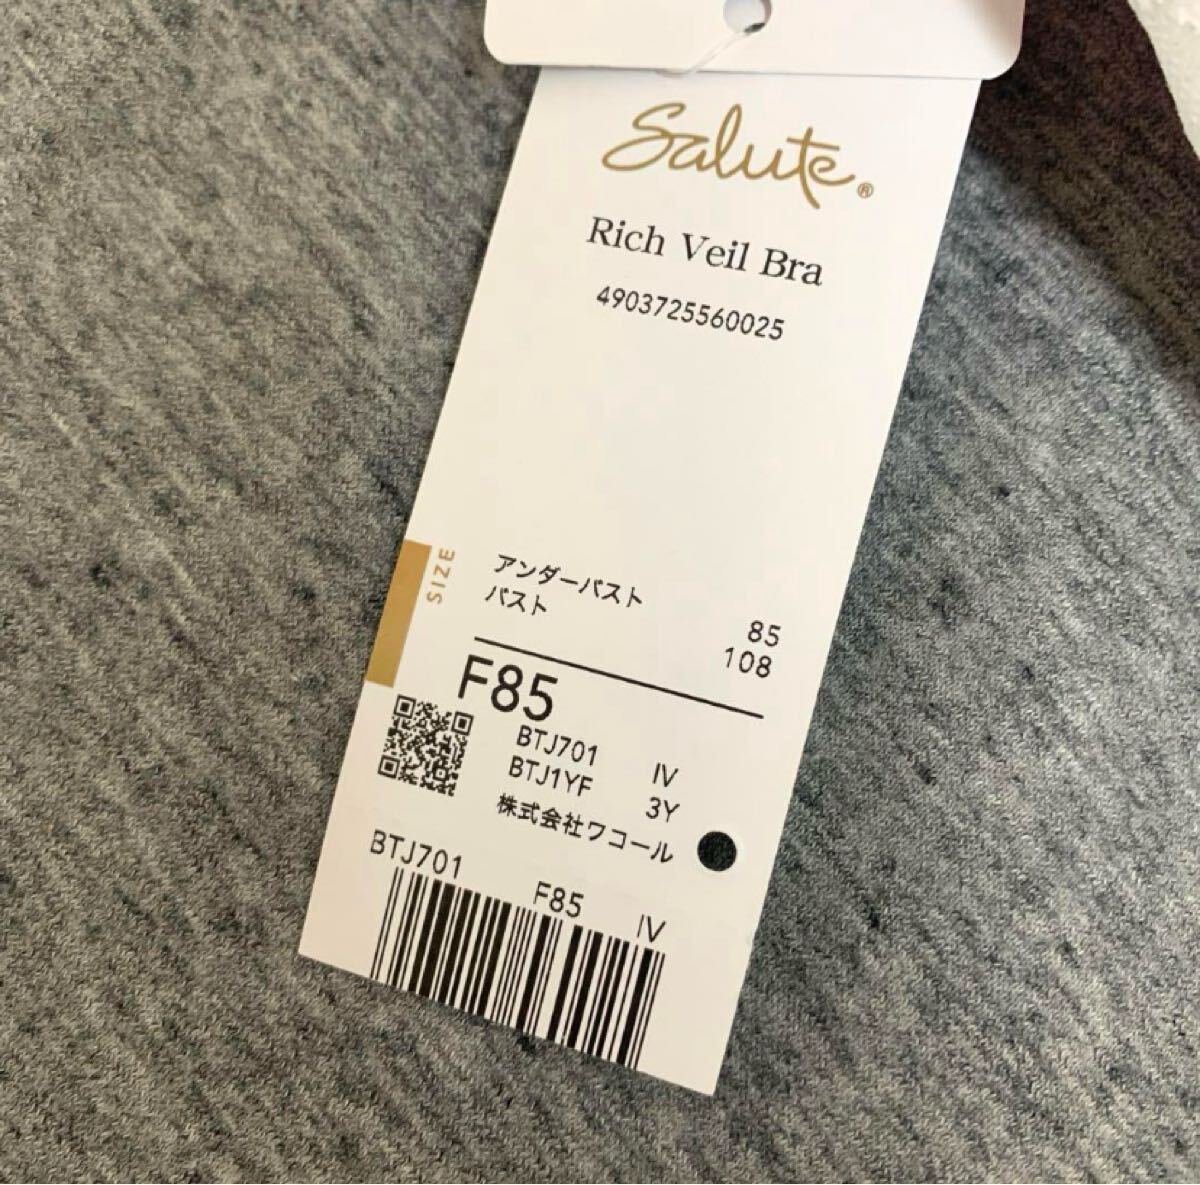 Salute®
Rich Veil Bra
4903725560025
SIZE
アンダーバスト 85
バスト 108
F85
BTJ701 IV
BTJ1YF 3Y
株式会社ワコール
BTJ701 F85 IV